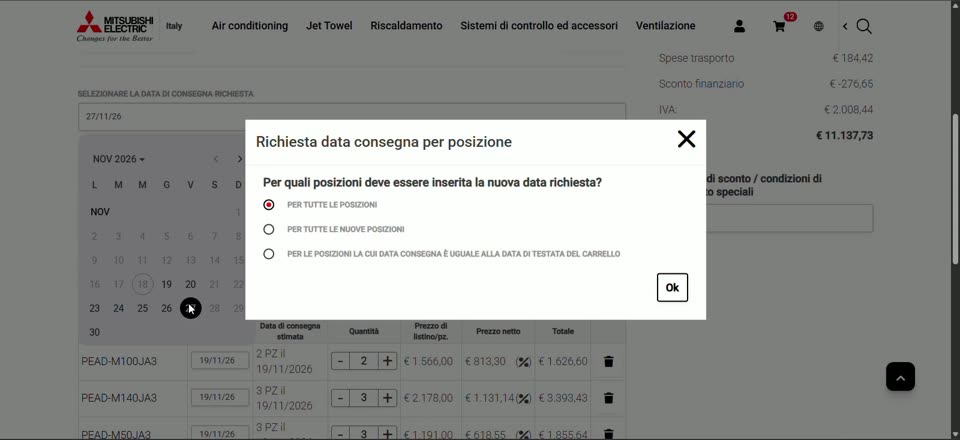 MITSUBISHI
ELECTRIC
Changes for the Better
Italy
Air conditioning Jet Towel Riscaldamento Sistemi di controllo ed accessori Ventilazione
12
Spese trasporto € 184,42
SELEZIONARE LA DATA DI CONSEGNA RICHIESTA
Sconto finanziario € -276,65
27/11/26
IVA: € 2.008,44
€ 11.137,73
Richiesta data consegna per posizione
NOV 2026
L M M G V S D
Per quali posizioni deve essere inserita la nuova data richiesta?
di sconto / condizioni di
speciali
PER TUTTE LE POSIZIONI
NOV 1
PER TUTTE LE NUOVE POSIZIONI
2 3 4 5 6 7 8
PER LE POSIZIONI LA CUI DATA CONSEGNA È UGUALE ALLA DATA DI TESTATA DEL CARRELLO
9 10 11 12 13 14 15
16 17 18 19 20 21 22
Ok
23 24 25 26 27 28 29
30
Data di consegna
stimata
Quantità
Prezzo di
listino/pz.
Prezzo netto
Totale
PEAD-M100JA3 19/11/26 2 PZ il
19/11/2026
- 2 + € 1.566,00 € 813,30 (%) € 1.626,60
PEAD-M140JA3 19/11/26 3 PZ il
19/11/2026
- 3 + € 2.178,00 € 1.131,14 (%) € 3.393,43
PEAD-M50JA3 19/11/26 3 PZ il
- 3 + € 1.191,00 € 618,55 (%) € 1.855,64